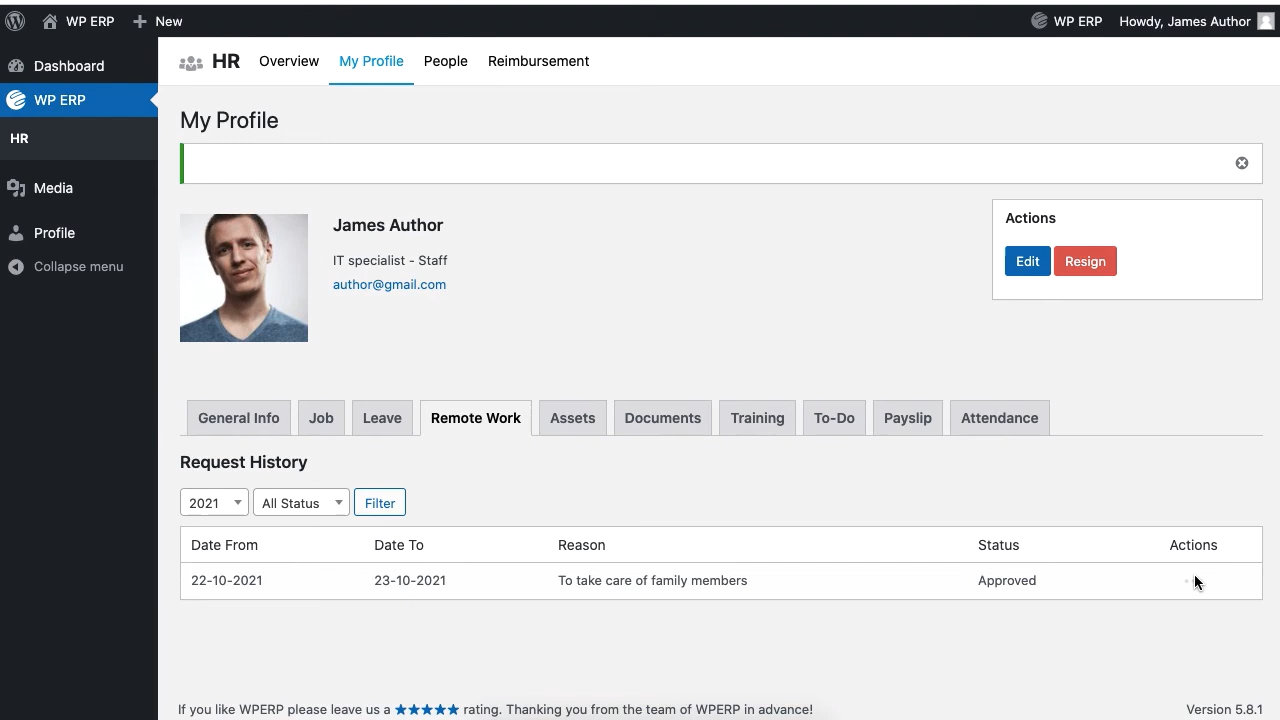 WP ERP
New
WP ERP
Howdy, James Author
Dashboard
WP ERP
HR
Media
Profile
Collapse menu
HR
Overview
My Profile
People
Reimbursement
My Profile
James Author
IT specialist - Staff
author@gmail.com
Actions
Edit
Resign
General Info
Job
Leave
Remote Work
Assets
Documents
Training
To-Do
Payslip
Attendance
Request History
2021
All Status
Filter
Date From
Date To
Reason
Status
Actions
22-10-2021
23-10-2021
To take care of family members
Approved
If you like WPERP please leave us a ★★★★★ rating. Thanking you from the team of WPERP in advance!
Version 5.8.1